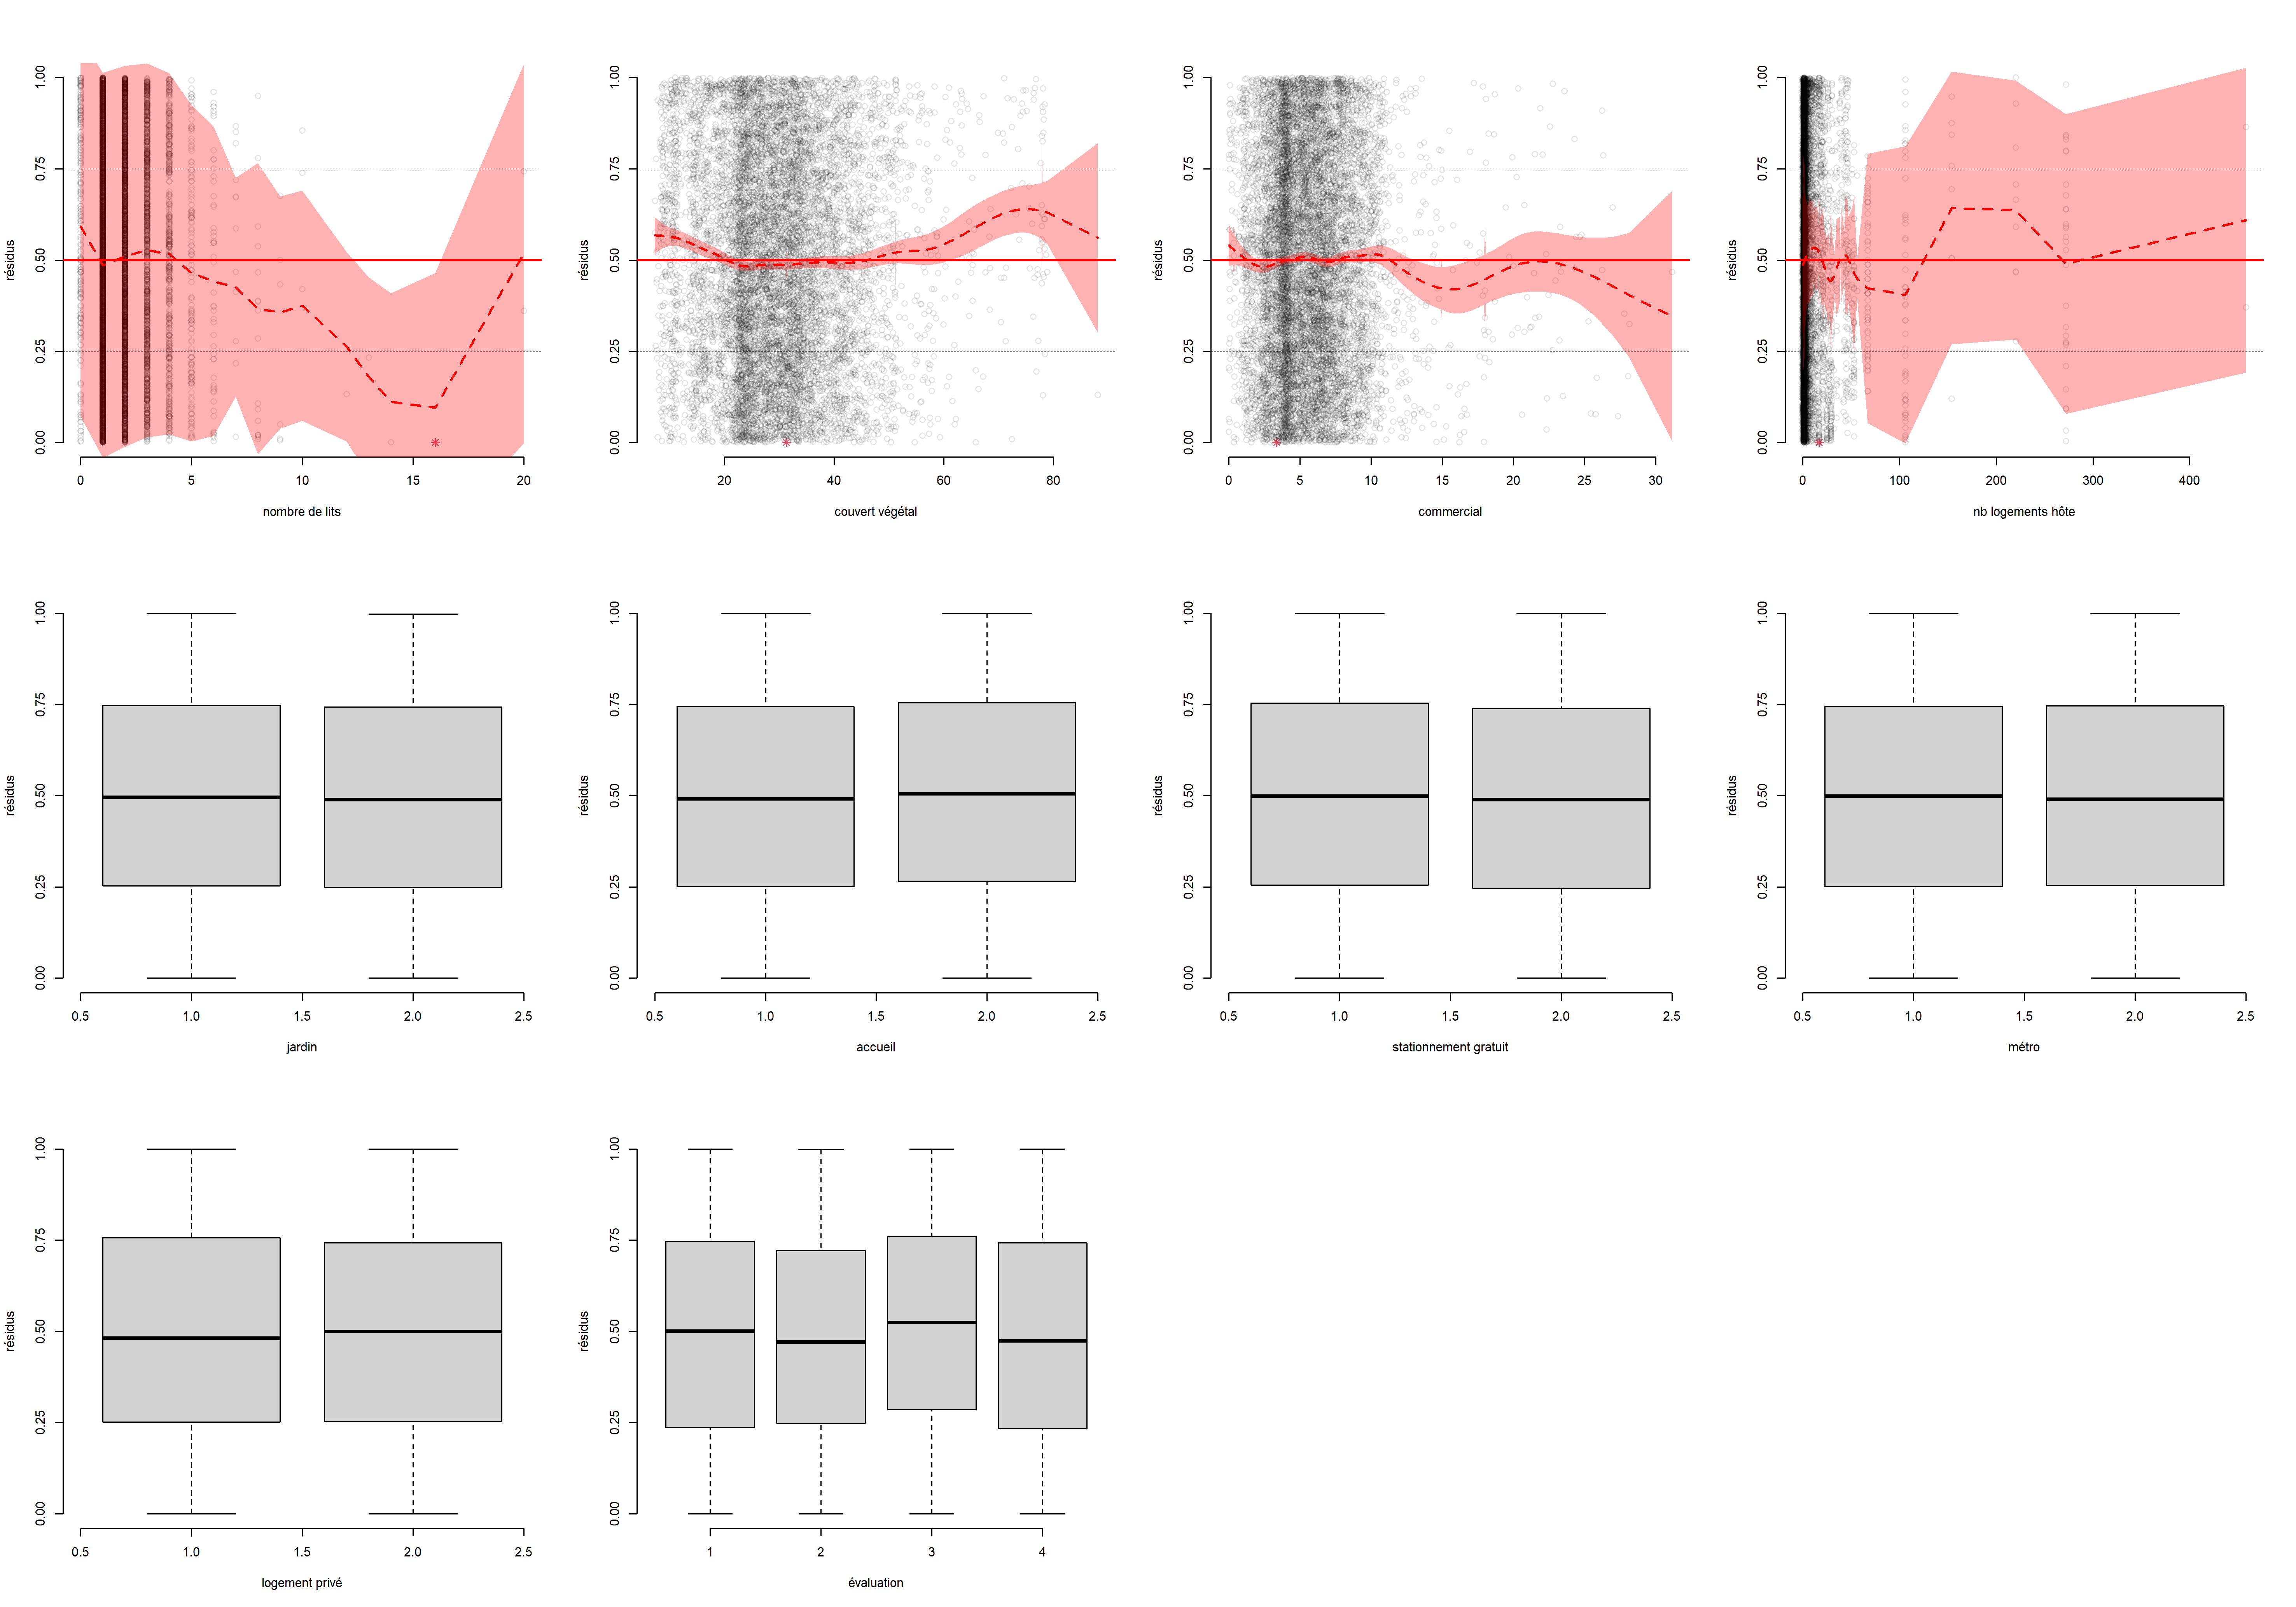 résidus
0.00 0.25 0.50 0.75 1.00
0 5 10 15 20
nombre de lits
résidus
0.00 0.25 0.50 0.75 1.00
20 40 60 80
couvert végétal
résidus
0.00 0.25 0.50 0.75 1.00
0 5 10 15 20 25 30
commercial
résidus
0.00 0.25 0.50 0.75 1.00
0 100 200 300 400
nb logements hôte
résidus
0.00 0.25 0.50 0.75 1.00
0.5 1.0 1.5 2.0 2.5
jardin
résidus
0.00 0.25 0.50 0.75 1.00
0.5 1.0 1.5 2.0 2.5
accueil
résidus
0.00 0.25 0.50 0.75 1.00
0.5 1.0 1.5 2.0 2.5
stationnement gratuit
résidus
0.00 0.25 0.50 0.75 1.00
0.5 1.0 1.5 2.0 2.5
métro
résidus
0.00 0.25 0.50 0.75 1.00
0.5 1.0 1.5 2.0 2.5
logement privé
résidus
0.00 0.25 0.50 0.75 1.00
1 2 3 4
évaluation